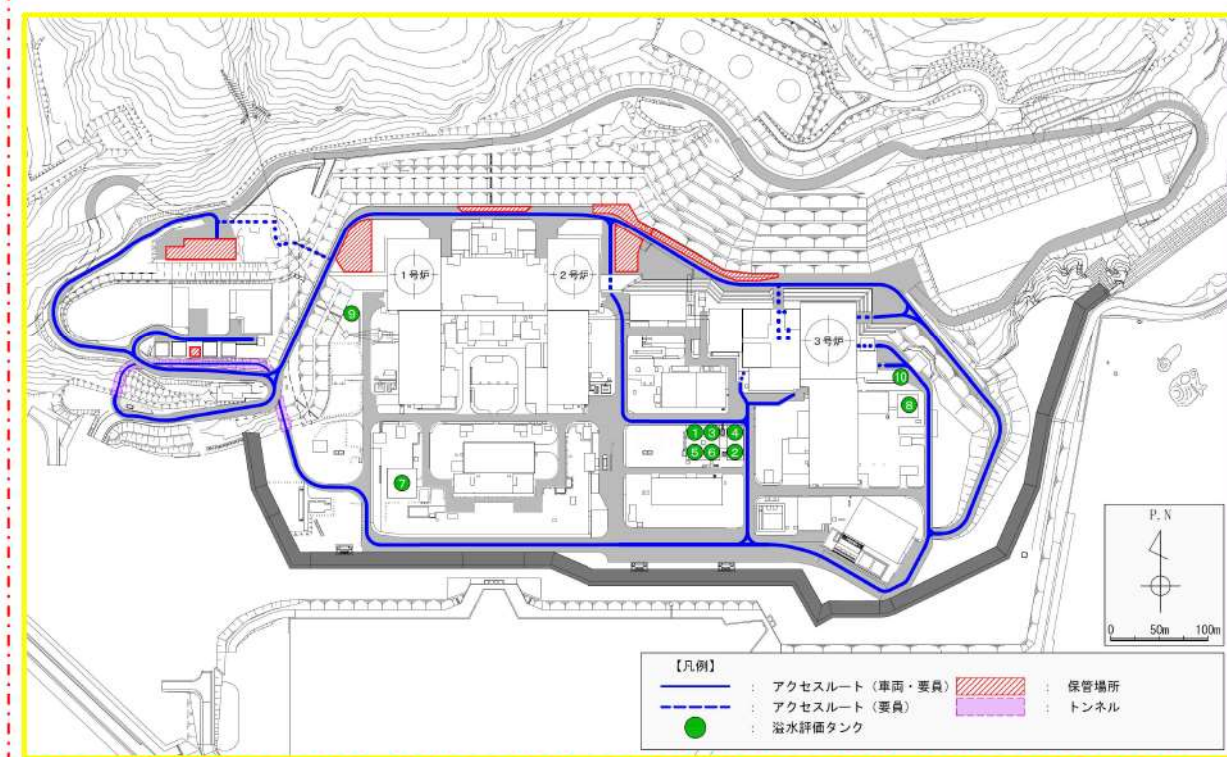 1号炉
2号炉
3号炉
9
10
8
1 3 4
5 6 2
7
P.N
0 50m 100m
【凡例】
: アクセスルート（車両・要員）
: 保管場所
: アクセスルート（要員）
: トンネル
: 溢水評価タンク